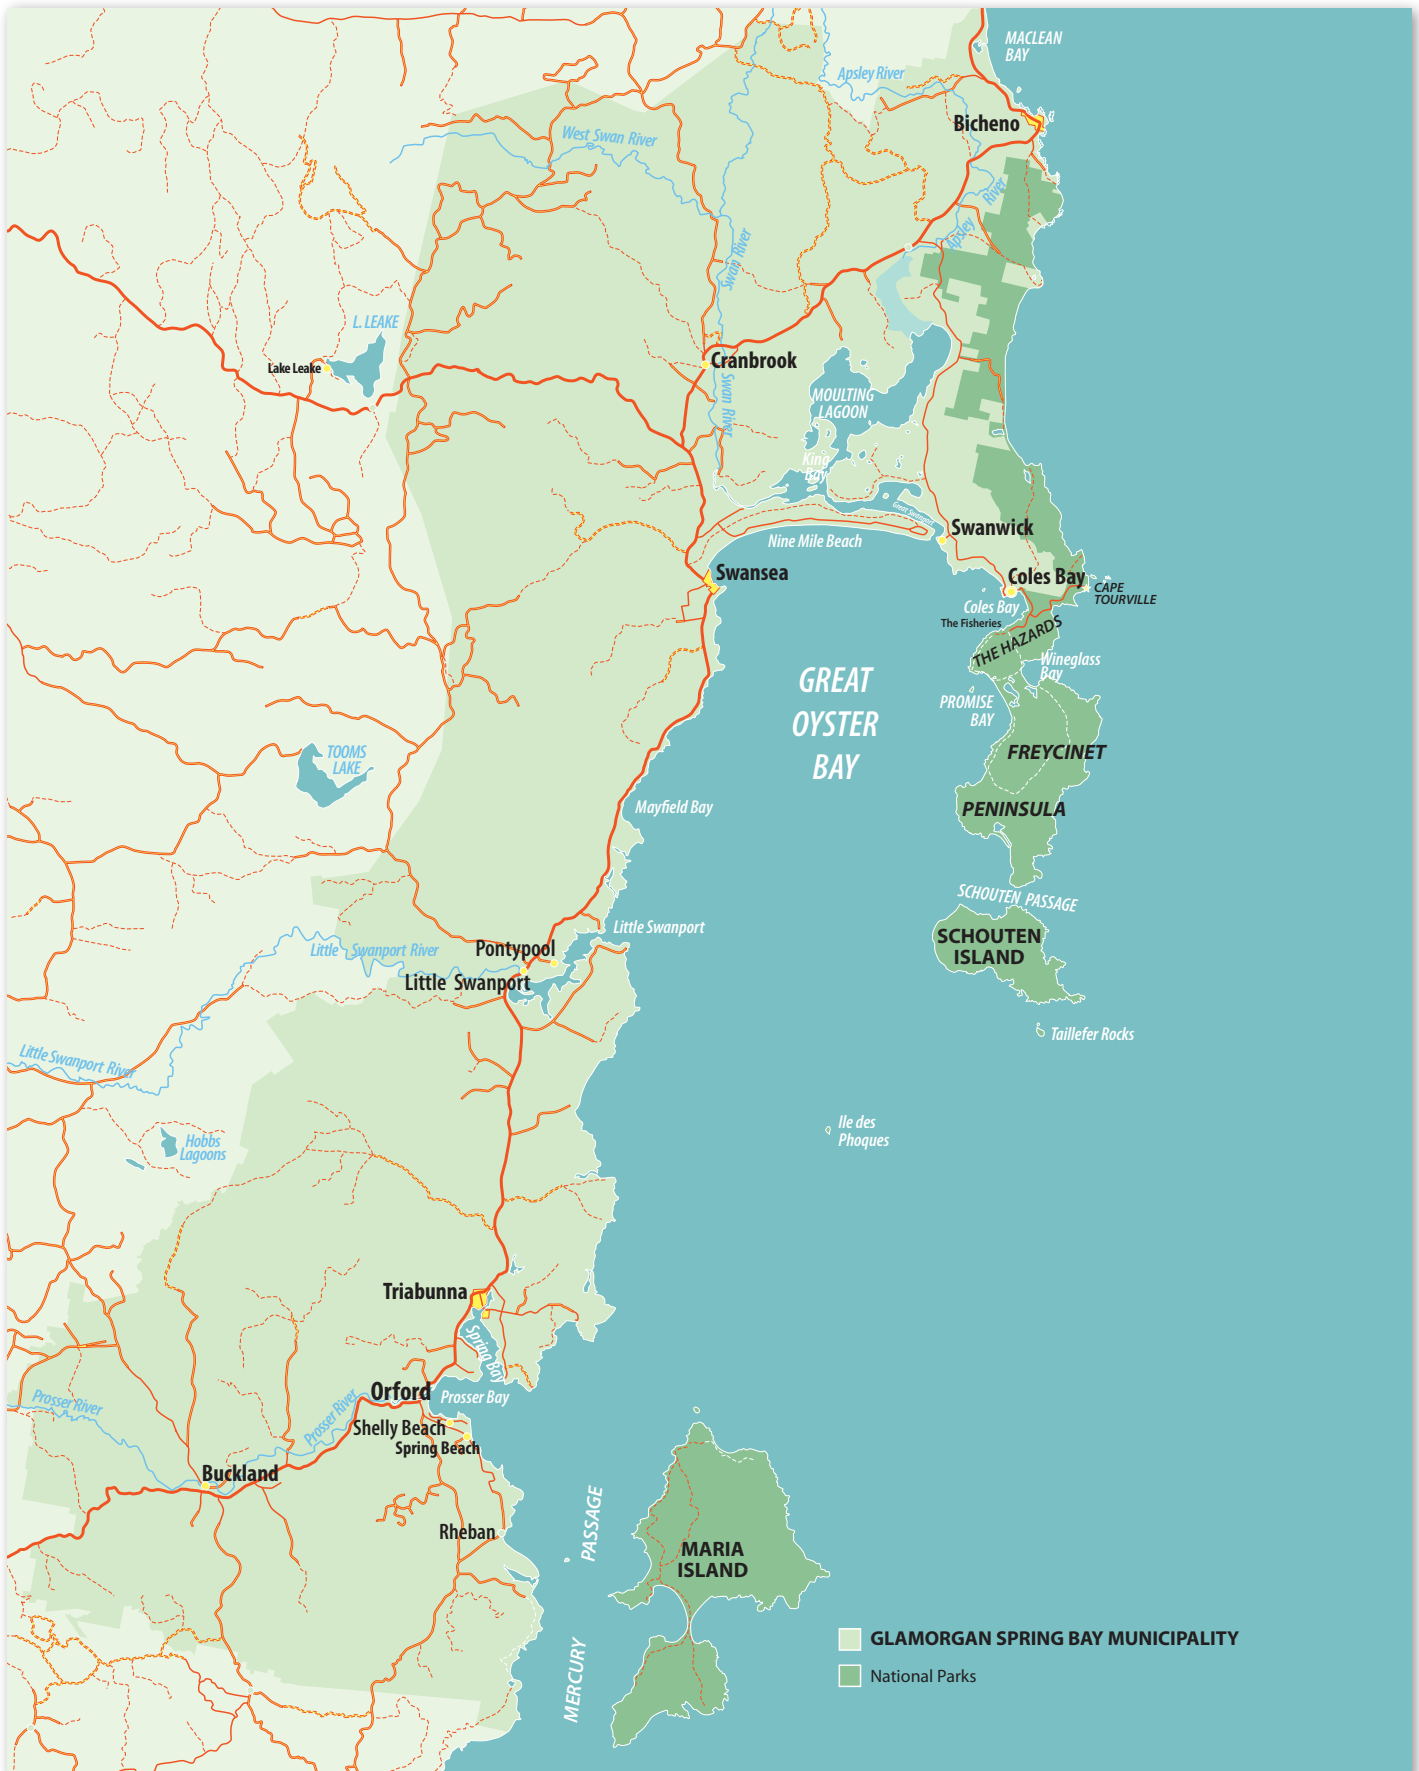 MACLEAN
BAY
Apsley River
Bicheno
West Swan River
River
Apsley
Swan River
L. LEAKE
Lake Leake
Cranbrook
Swan River
MOULTING
LAGOON
King
Bay
Great Swanport
Swanwick
Nine Mile Beach
Swansea
Coles Bay
CAPE
TOURVILLE
Coles Bay
The Fisheries
THE HAZARDS
Wineglass
Bay
GREAT
OYSTER
BAY
PROMISE
BAY
FREYCINET
PENINSULA
TOOMS
LAKE
Mayfield Bay
SCHOUTEN PASSAGE
Little Swanport
SCHOUTEN
ISLAND
Pontypool
Little Swanport River
Little Swanport
Taillefer Rocks
Little Swanport River
Ile des
Phoques
Hobbs
Lagoons
Triabunna
Spring Bay
Orford
Prosser Bay
Prosser River
Prosser River
Shelly Beach
Spring Beach
Buckland
Rheban
PASSAGE
MERCURY
MARIA
ISLAND
GLAMORGAN SPRING BAY MUNICIPALITY
National Parks